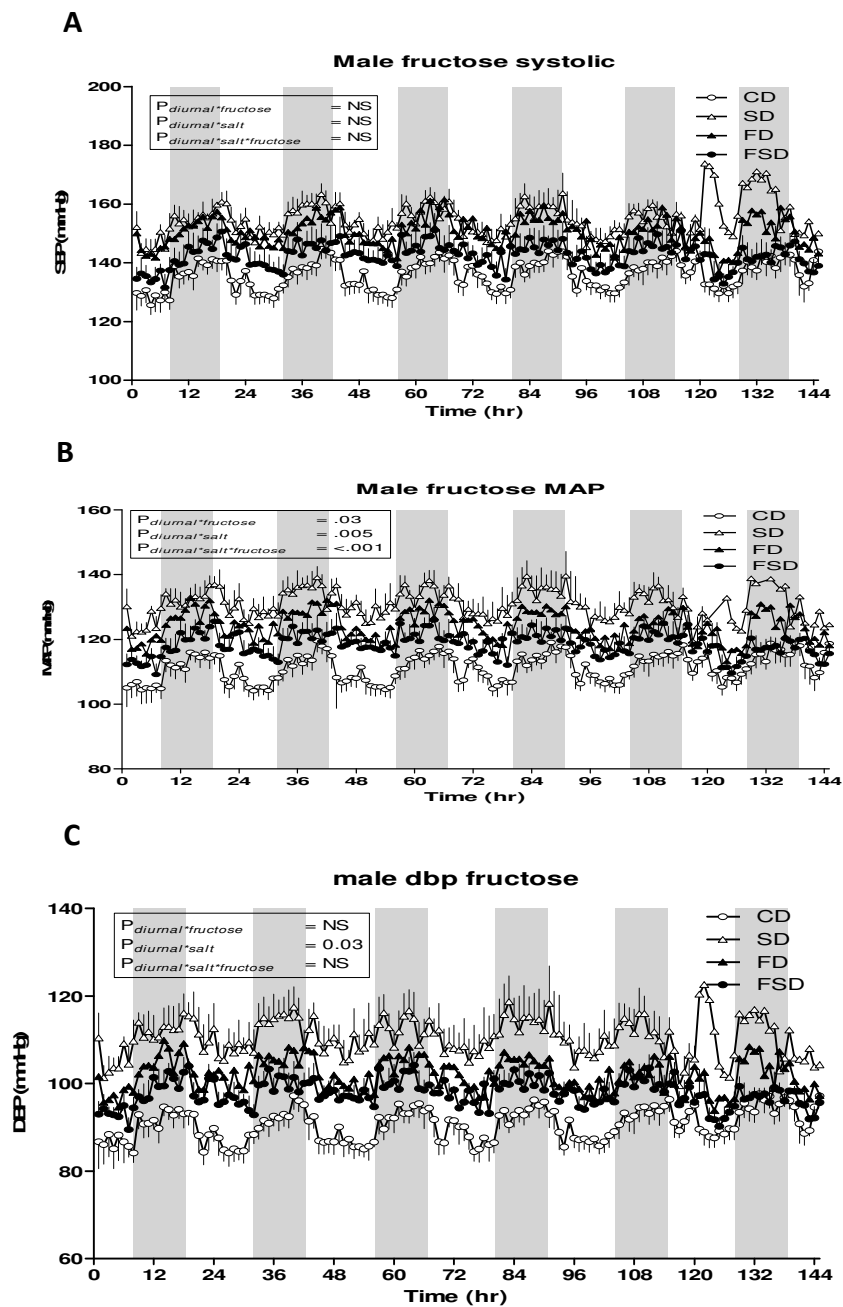 A
Male fructose systolic
P diurnal*fructose = NS
P diurnal*salt = NS
P diurnal*salt*fructose = NS
CD
SD
FD
FSD
200
180
160
140
120
100
SBP(mmHg)
0 12 24 36 48 60 72 84 96 108 120 132 144
Time (hr)
B
Male fructose MAP
P diurnal*fructose = .03
P diurnal*salt = .005
P diurnal*salt*fructose = <.001
CD
SD
FD
FSD
160
140
120
100
80
MAP(mmHg)
0 12 24 36 48 60 72 84 96 108 120 132 144
Time (hr)
C
male dbp fructose
P diurnal*fructose = NS
P diurnal*salt = 0.03
P diurnal*salt*fructose = NS
CD
SD
FD
FSD
140
120
100
80
60
DBP(mmHg)
0 12 24 36 48 60 72 84 96 108 120 132 144
Time (hr)